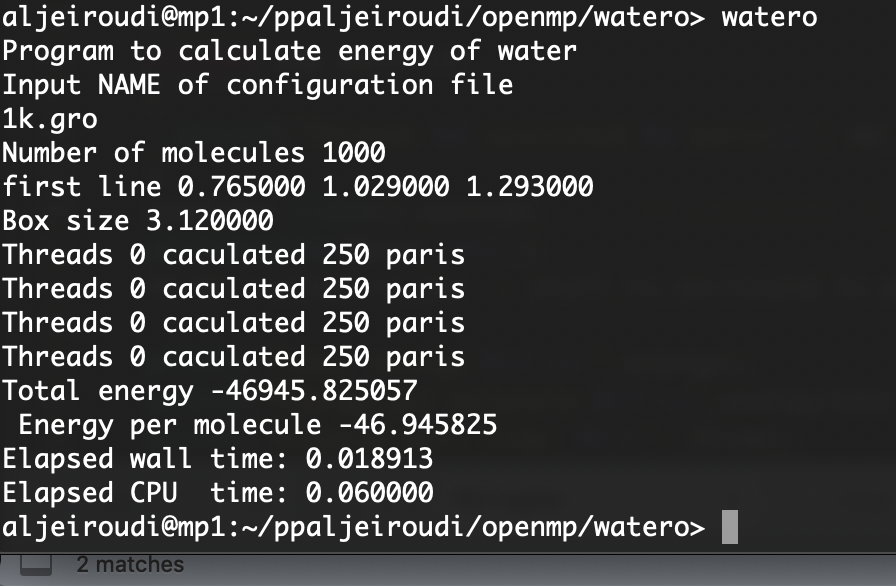 aljeiroudi@mp1:~/ppaljeiroudi/openmp/watero> watero
Program to calculate energy of water
Input NAME of configuration file
1k.gro
Number of molecules 1000
first line 0.765000 1.029000 1.293000
Box size 3.120000
Threads 0 caculated 250 paris
Threads 0 caculated 250 paris
Threads 0 caculated 250 paris
Threads 0 caculated 250 paris
Total energy -46945.825057
 Energy per molecule -46.945825
Elapsed wall time: 0.018913
Elapsed CPU  time: 0.060000
aljeiroudi@mp1:~/ppaljeiroudi/openmp/watero>
2 matches